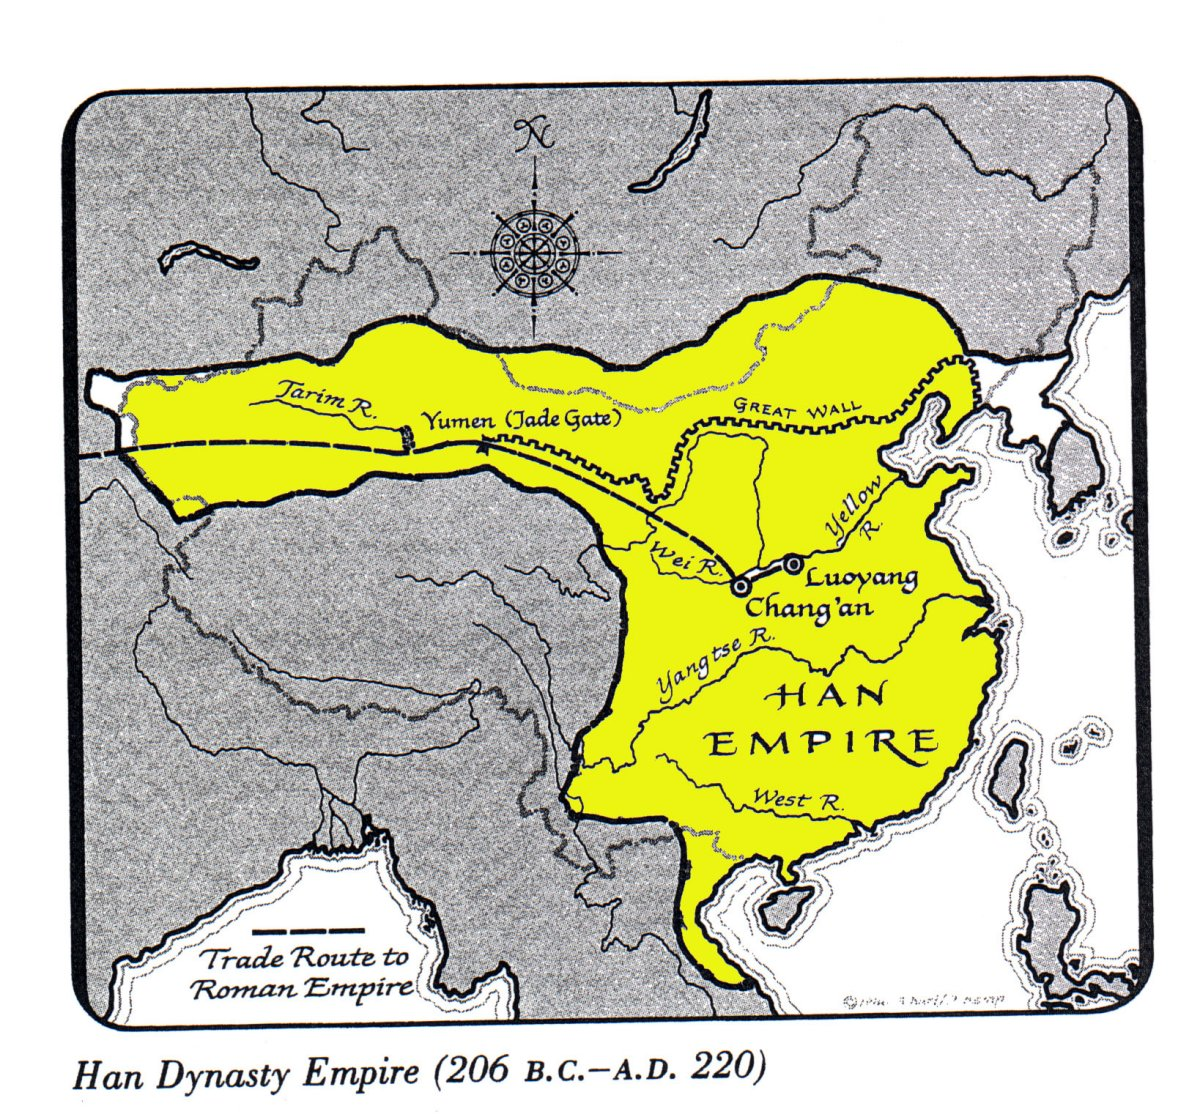 N
Tarim R.
Yumen (Jade Gate)
GREAT WALL
Yellow
R.
Wei R.
Luoyang
Chang'an
Yangtse R.
HAN
EMPIRE
West R.
Trade Route to
Roman Empire
Han Dynasty Empire (206 B.C.–A.D. 220)